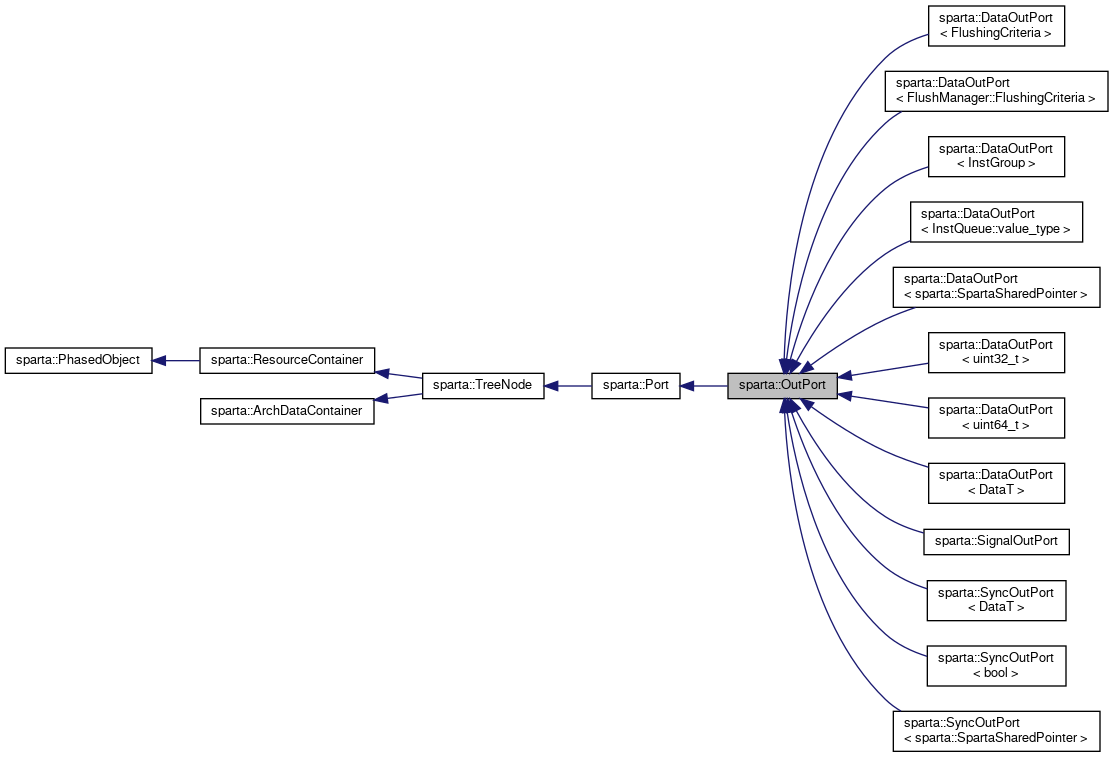 sparta::PhasedObject
sparta::ResourceContainer
sparta::ArchDataContainer
sparta::TreeNode
sparta::Port
sparta::OutPort
sparta::DataOutPort
< FlushingCriteria >
sparta::DataOutPort
< FlushManager::FlushingCriteria >
sparta::DataOutPort
< InstGroup >
sparta::DataOutPort
< InstQueue::value_type >
sparta::DataOutPort
< sparta::SpartaSharedPointer >
sparta::DataOutPort
< uint32_t >
sparta::DataOutPort
< uint64_t >
sparta::DataOutPort
< DataT >
sparta::SignalOutPort
sparta::SyncOutPort
< DataT >
sparta::SyncOutPort
< bool >
sparta::SyncOutPort
< sparta::SpartaSharedPointer >